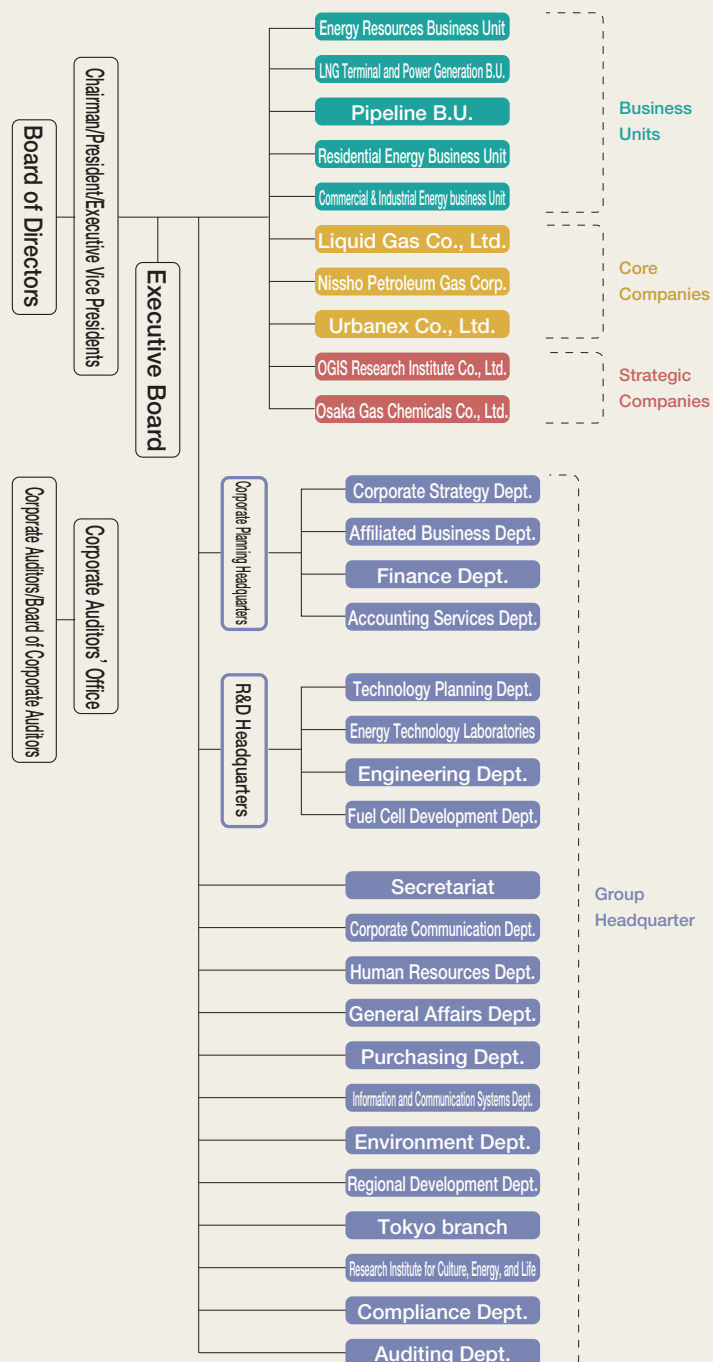 Board of Directors
Chairman/President/Executive Vice Presidents
Executive Board
Corporate Auditors/Board of Corporate Auditors
Corporate Auditors' Office
Energy Resources Business Unit
LNG Terminal and Power Generation B.U.
Pipeline B.U.
Residential Energy Business Unit
Commercial & Industrial Energy business Unit
Business
Units
Liquid Gas Co., Ltd.
Nissho Petroleum Gas Corp.
Urbanex Co., Ltd.
Core
Companies
OGIS Research Institute Co., Ltd.
Osaka Gas Chemicals Co., Ltd.
Strategic
Companies
Corporate Planning Headquarters
Corporate Strategy Dept.
Affiliated Business Dept.
Finance Dept.
Accounting Services Dept.
R&D Headquarters
Technology Planning Dept.
Energy Technology Laboratories
Engineering Dept.
Fuel Cell Development Dept.
Secretariat
Corporate Communication Dept.
Human Resources Dept.
General Affairs Dept.
Purchasing Dept.
Information and Communication Systems Dept.
Environment Dept.
Regional Development Dept.
Tokyo branch
Research Institute for Culture, Energy, and Life
Compliance Dept.
Auditing Dept.
Group
Headquarter